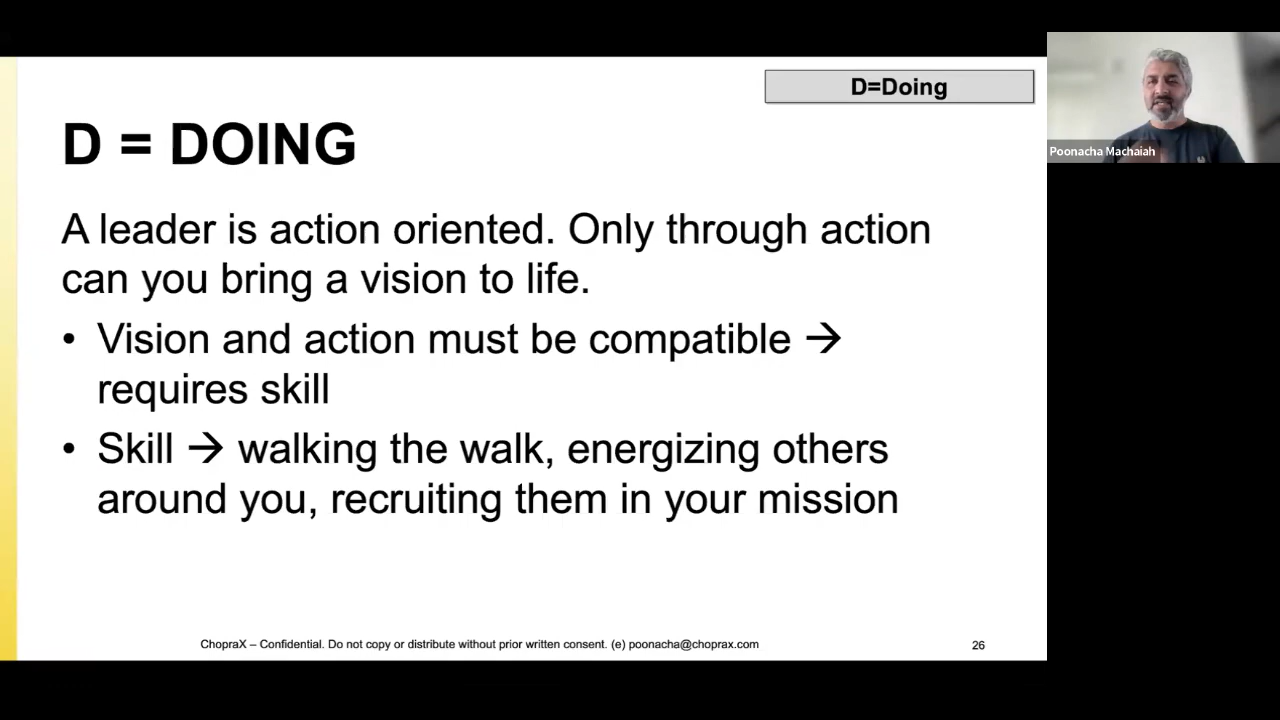 D=Doing
Poonacha Machaiah
D = DOING
A leader is action oriented. Only through action
can you bring a vision to life.
• Vision and action must be compatible →
requires skill
• Skill → walking the walk, energizing others
around you, recruiting them in your mission
ChopraX – Confidential. Do not copy or distribute without prior written consent. (e) poonacha@choprax.com
26